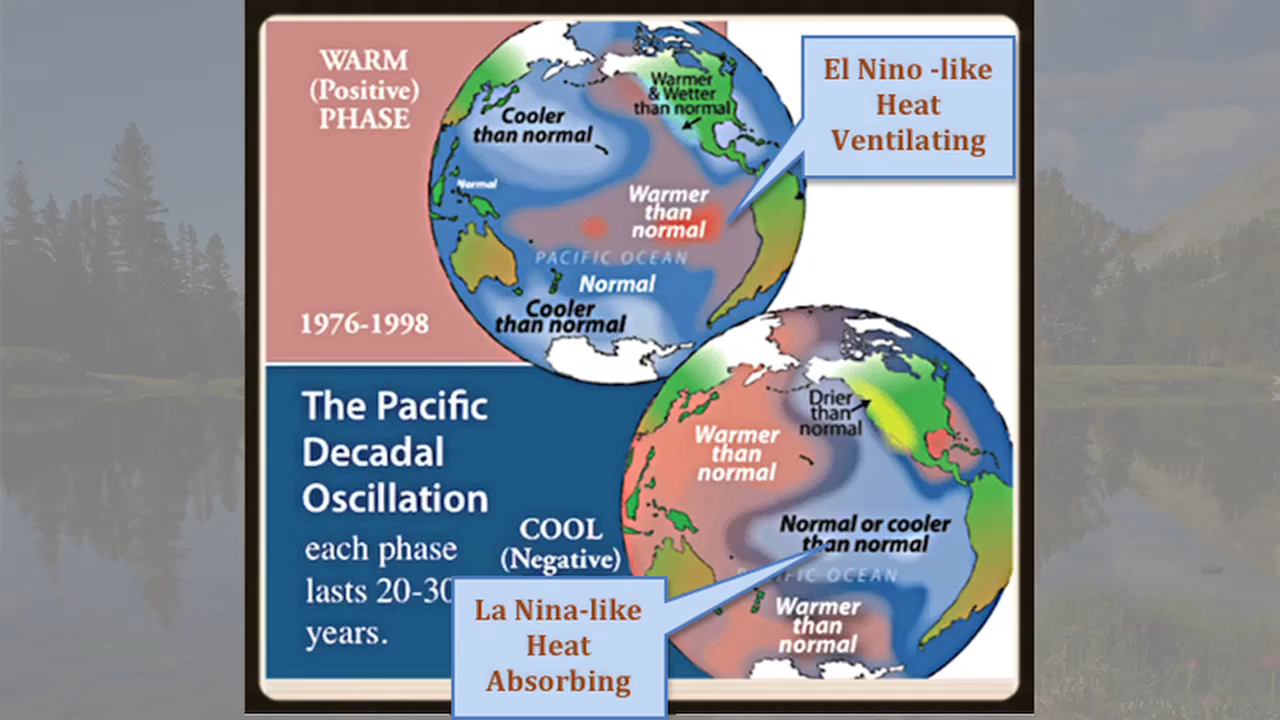 WARM
(Positive)
PHASE
1976-1998
Warmer
& Wetter
than normal
Cooler
than normal
Normal
Warmer
than
normal
PACIFIC OCEAN
Normal
Cooler
than normal
El Nino -like
Heat
Ventilating
The Pacific
Decadal
Oscillation
each phase
lasts 20-30
years.
COOL
(Negative)
Drier
than
normal
Warmer
than
normal
Normal or cooler
than normal
OCEAN
Warmer
than
normal
La Nina-like
Heat
Absorbing